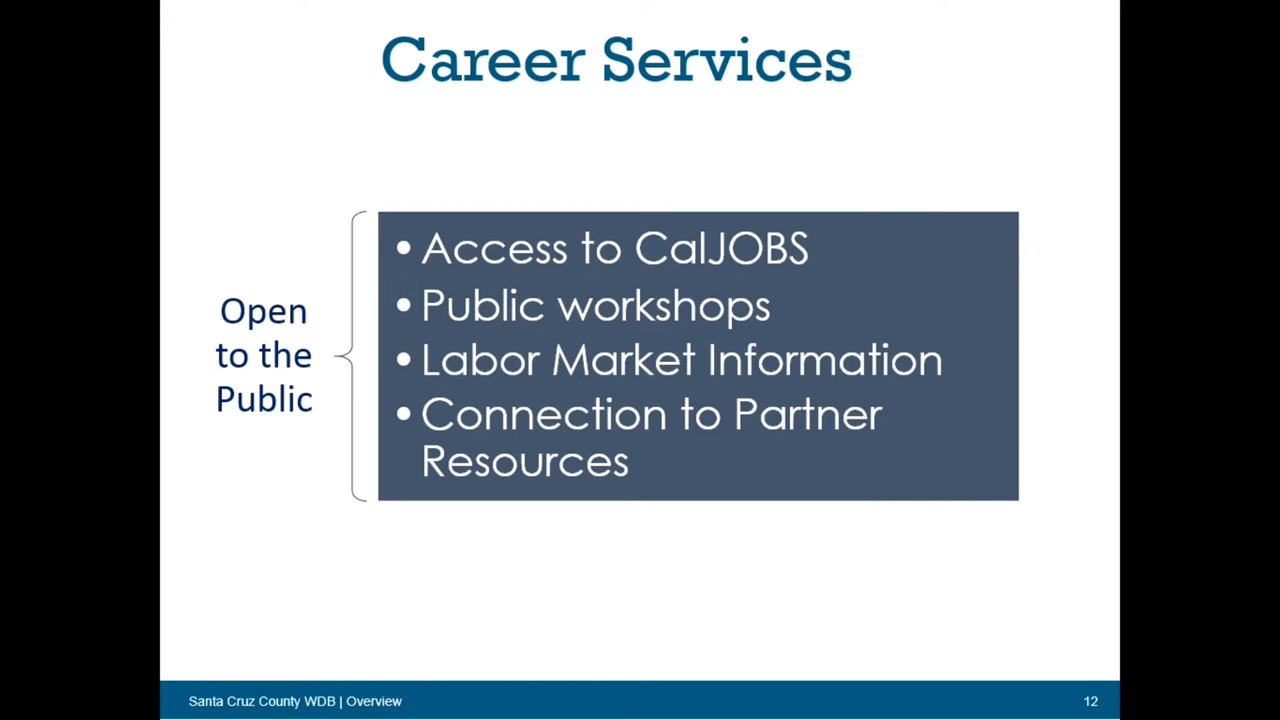 Career Services
Open
to the
Public
• Access to CalJOBS
• Public workshops
• Labor Market Information
• Connection to Partner
Resources
Santa Cruz County WDB | Overview
12